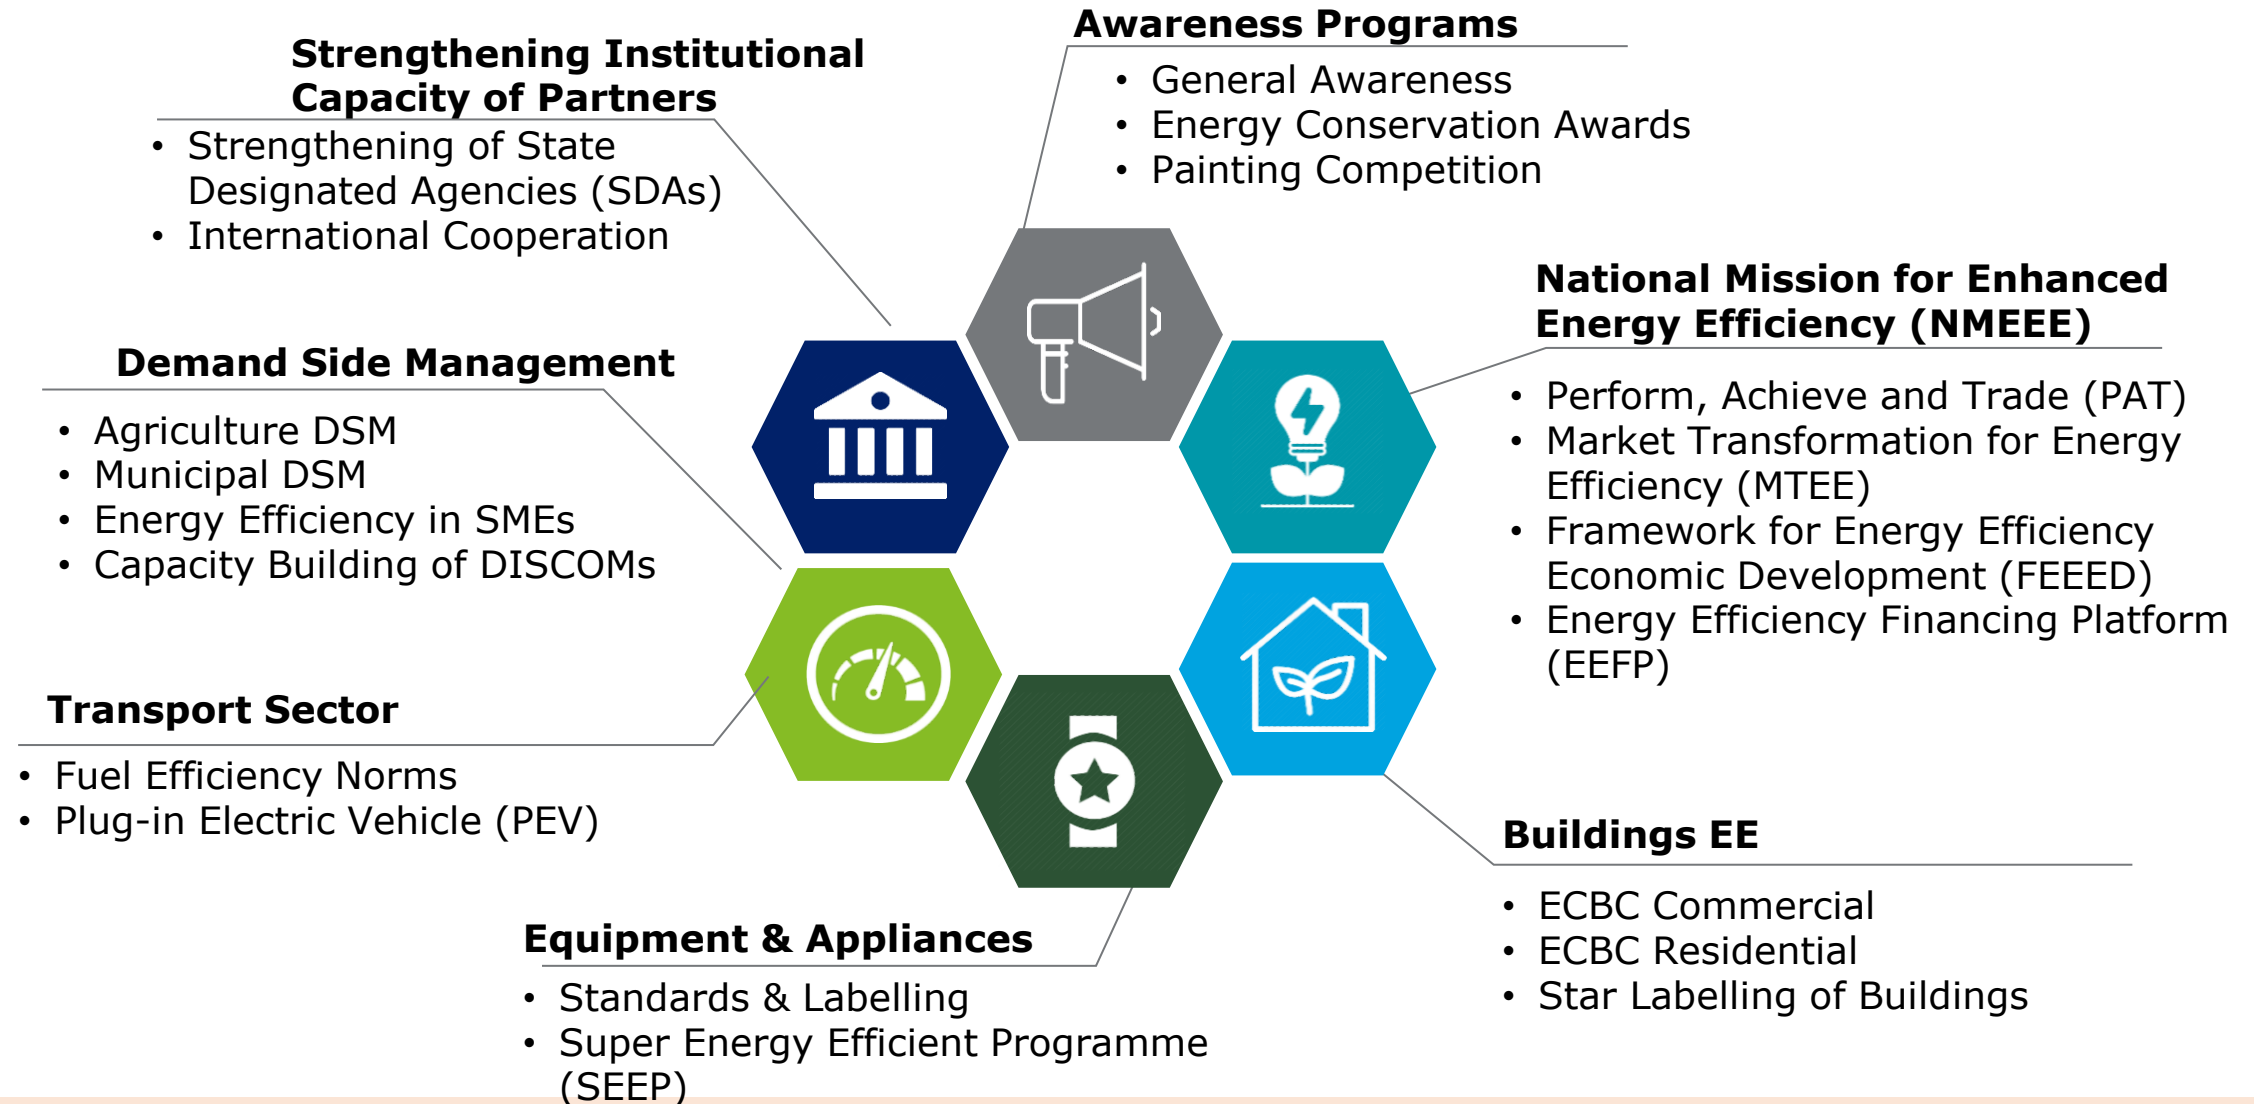 Awareness Programs
• General Awareness
• Energy Conservation Awards
• Painting Competition
Strengthening Institutional
Capacity of Partners
• Strengthening of State
Designated Agencies (SDAs)
• International Cooperation
National Mission for Enhanced
Energy Efficiency (NMEEE)
• Perform, Achieve and Trade (PAT)
• Market Transformation for Energy
Efficiency (MTEE)
• Framework for Energy Efficiency
Economic Development (FEEED)
• Energy Efficiency Financing Platform
(EEFP)
Demand Side Management
• Agriculture DSM
• Municipal DSM
• Energy Efficiency in SMEs
• Capacity Building of DISCOMs
Transport Sector
• Fuel Efficiency Norms
• Plug-in Electric Vehicle (PEV)
Buildings EE
• ECBC Commercial
• ECBC Residential
• Star Labelling of Buildings
Equipment & Appliances
• Standards & Labelling
• Super Energy Efficient Programme
(SEEP)